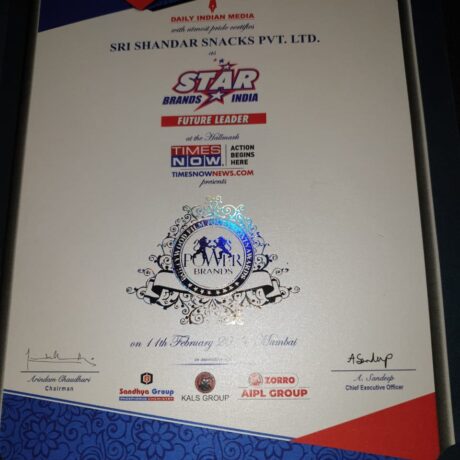 DAILY INDIAN MEDIA
with utmost pride certifies
SRI SHANDAR SNACKS PVT. LTD.
as
STAR
BRANDS INDIA
FUTURE LEADER
at the Hallmark
TIMES NOW ACTION BEGINS HERE
TIMESNOWNEWS.COM
presents
POWER
BRANDS
on 11th February Mumbai
Arindam Chaudhuri
Chairman
Sandhya Group
KALS GROUP
ZORRO
AIPL GROUP
A. Sandeep
A. Sandeep
Chief Executive Officer